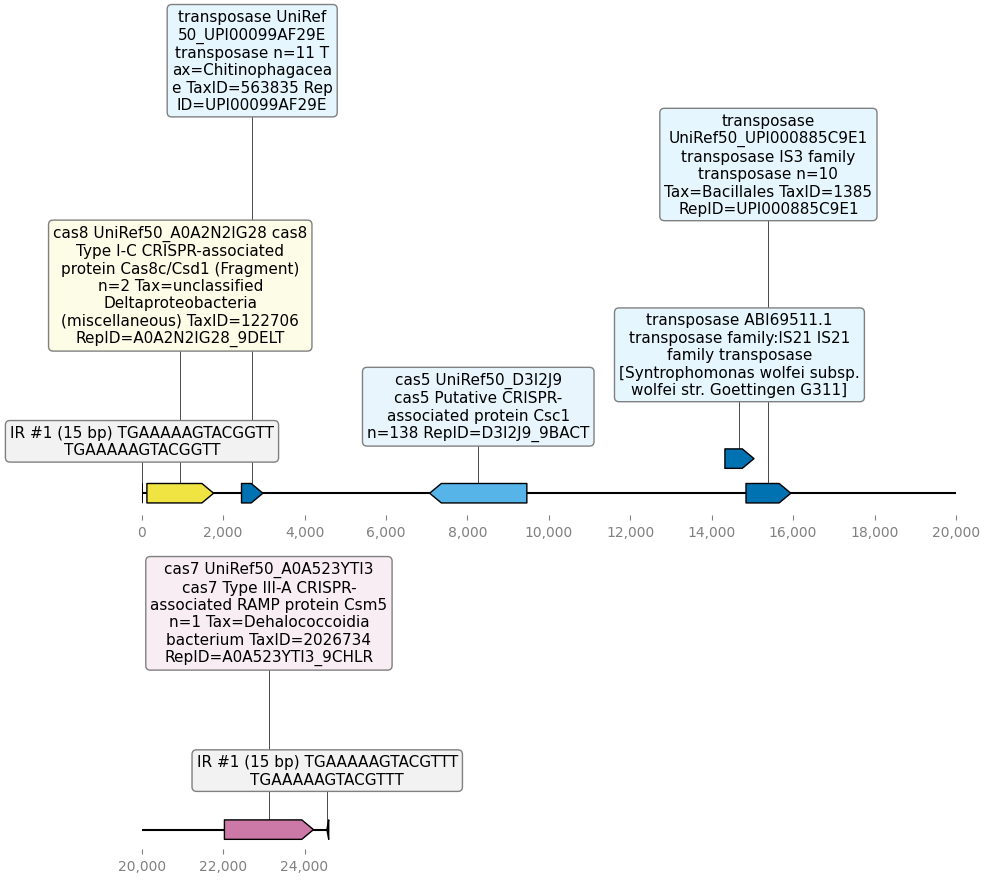 transposase UniRef
50_UPI00099AF29E
transposase n=11 T
ax=Chitinophagacea
e TaxID=563835 Rep
ID=UPI00099AF29E
transposase
UniRef50_UPI000885C9E1
transposase IS3 family
transposase n=10
Tax=Bacillales TaxID=1385
RepID=UPI000885C9E1
cas8 UniRef50_A0A2N2IG28 cas8
Type I-C CRISPR-associated
protein Cas8c/Csd1 (Fragment)
n=2 Tax=unclassified
Deltaproteobacteria
(miscellaneous) TaxID=122706
RepID=A0A2N2IG28_9DELT
transposase ABI69511.1
transposase family:IS21 IS21
family transposase
[Syntrophomonas wolfei subsp.
wolfei str. Goettingen G311]
cas5 UniRef50_D3I2J9
cas5 Putative CRISPR-
associated protein Csc1
n=138 RepID=D3I2J9_9BACT
IR #1 (15 bp) TGAAAAAGTACGGTT
TGAAAAAGTACGGTT
0 2,000 4,000 6,000 8,000 10,000 12,000 14,000 16,000 18,000 20,000
cas7 UniRef50_A0A523YTI3
cas7 Type III-A CRISPR-
associated RAMP protein Csm5
n=1 Tax=Dehalococcoidia
bacterium TaxID=2026734
RepID=A0A523YTI3_9CHLR
IR #1 (15 bp) TGAAAAAGTACGTTT
TGAAAAAGTACGTTT
20,000 22,000 24,000